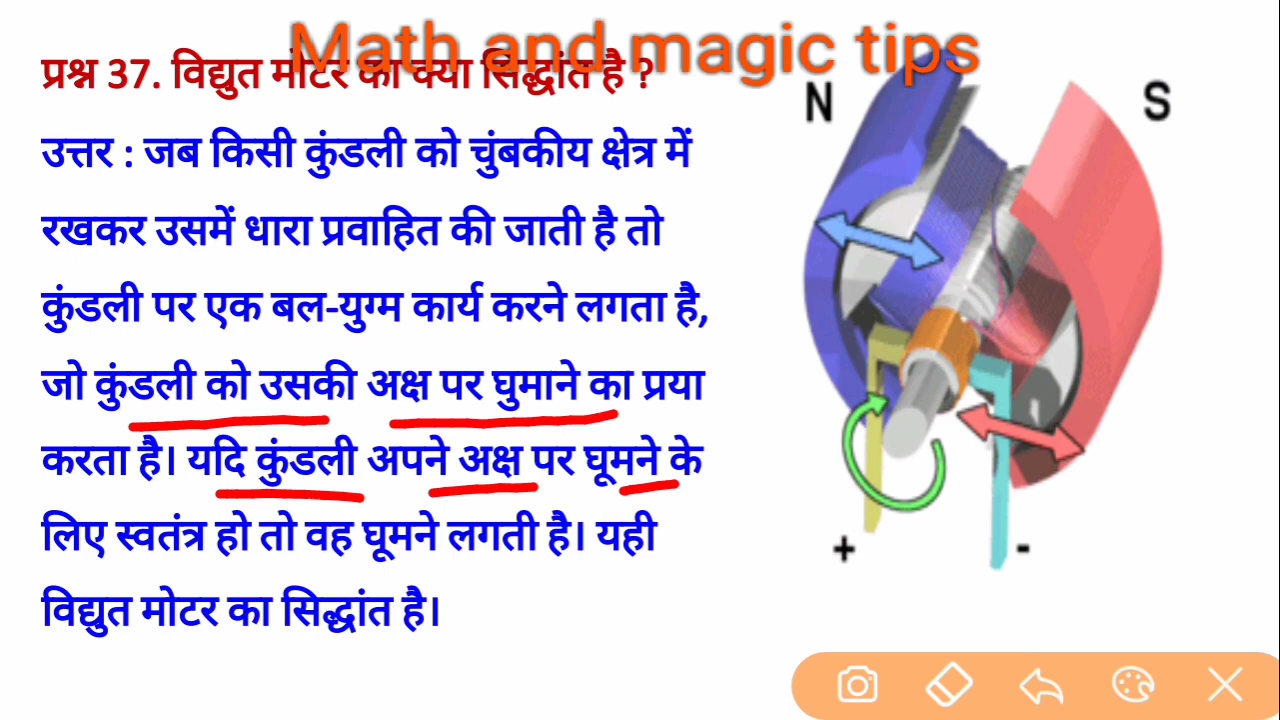 Math and magic tips
प्रश्न 37. विद्युत मोटर का क्या सिद्धांत है ?
उत्तर : जब किसी कुंडली को चुंबकीय क्षेत्र में
रखकर उसमें धारा प्रवाहित की जाती है तो
कुंडली पर एक बल-युग्म कार्य करने लगता है,
जो कुंडली को उसकी अक्ष पर घुमाने का प्रया
करता है। यदि कुंडली अपने अक्ष पर घूमने के
लिए स्वतंत्र हो तो वह घूमने लगती है। यही
विद्युत मोटर का सिद्धांत है।
N S
+ -